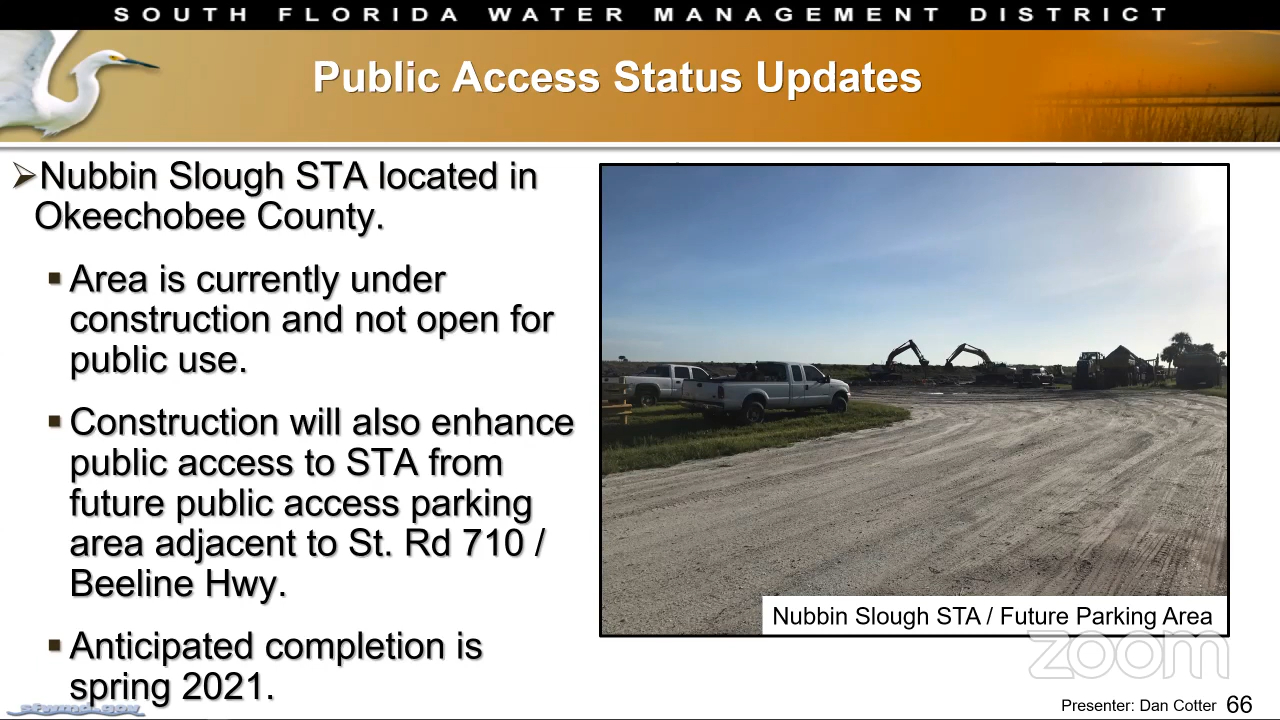 SOUTH FLORIDA WATER MANAGEMENT DISTRICT
Public Access Status Updates
Nubbin Slough STA located in
Okeechobee County.
Area is currently under
construction and not open for
public use.
Construction will also enhance
public access to STA from
future public access parking
area adjacent to St. Rd 710 /
Beeline Hwy.
Anticipated completion is
spring 2021.
Nubbin Slough STA / Future Parking Area
zoom
sfwmd.gov
Presenter: Dan Cotter 66